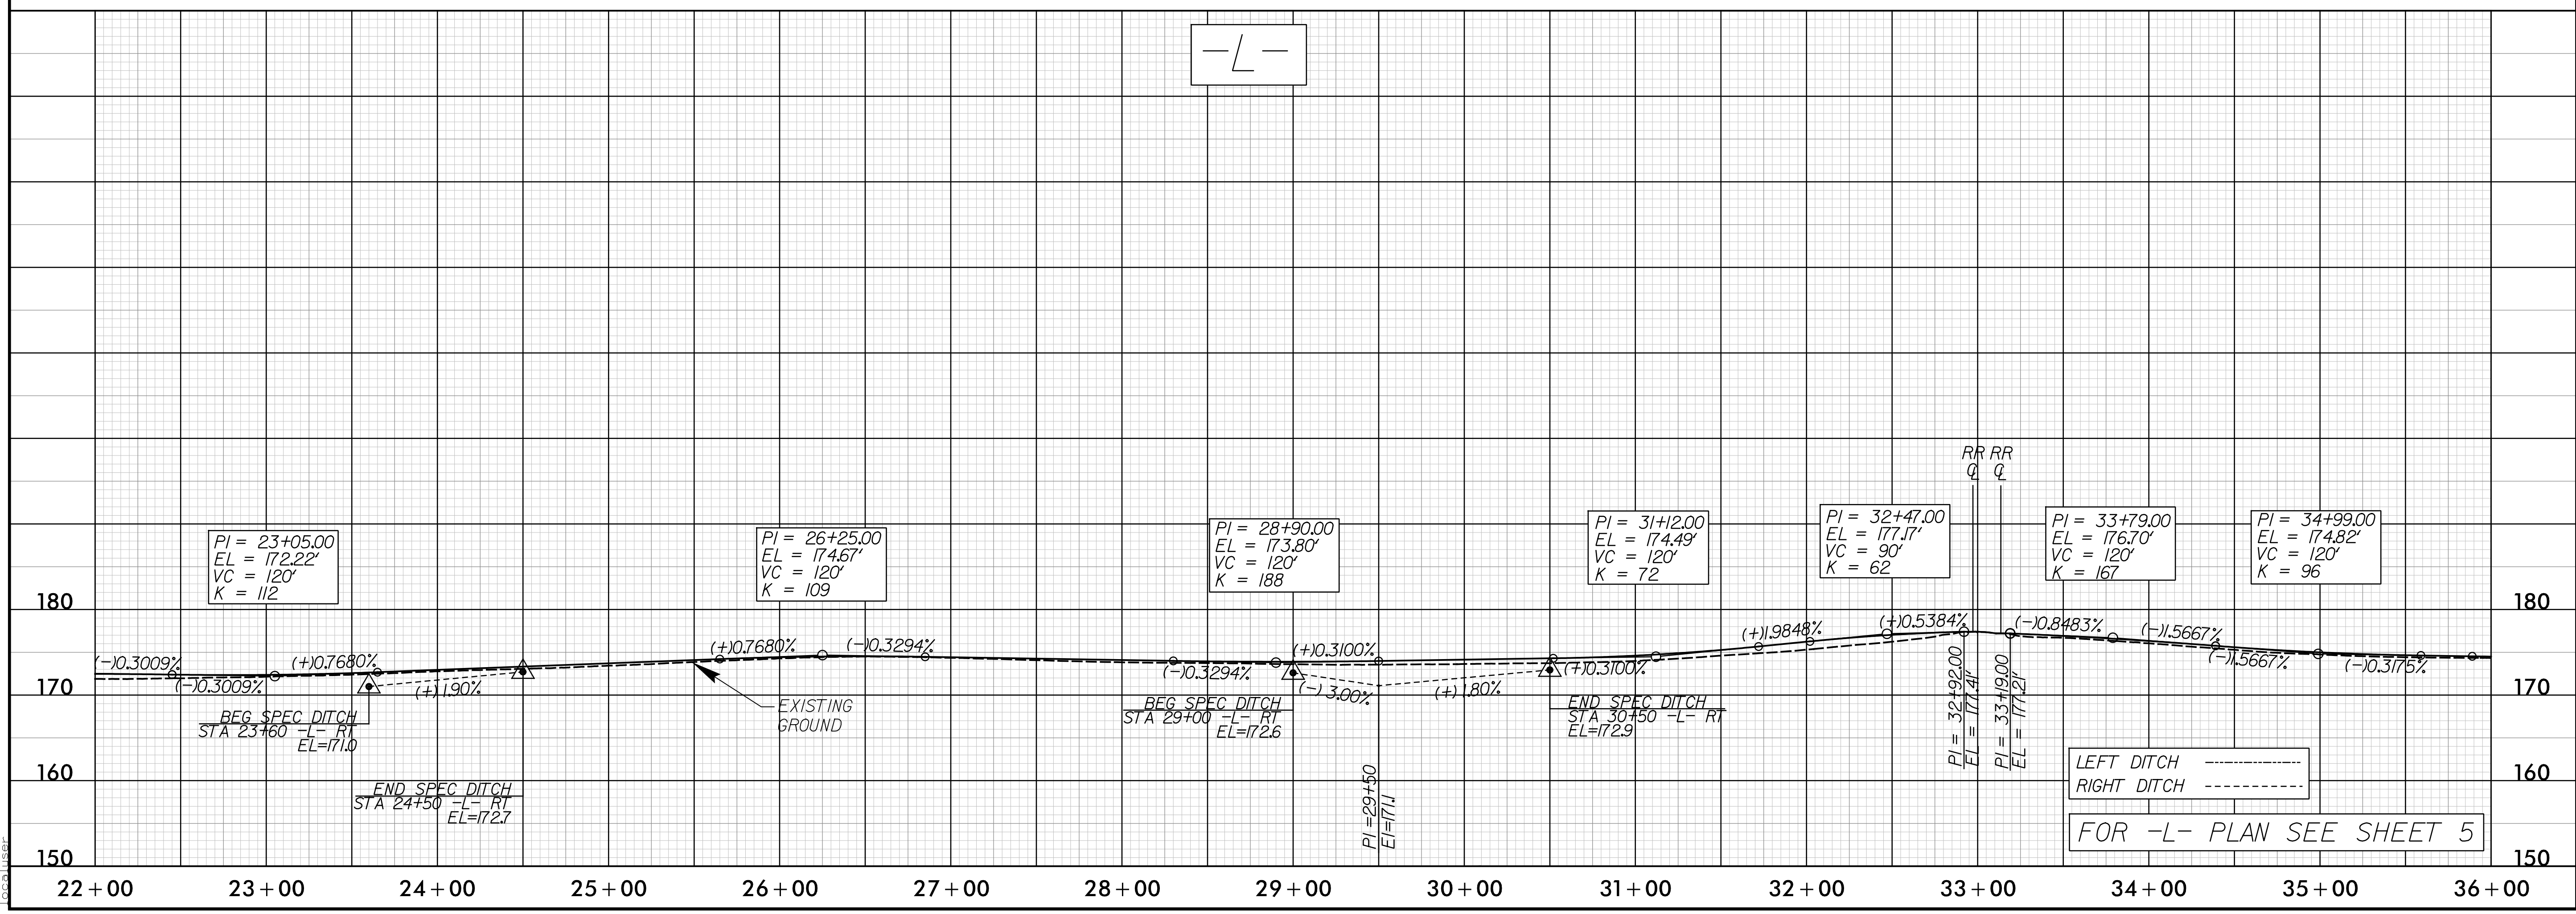 -L-
RR RR
℄ ℄
PI = 23+05.00
EL = 172.22'
VC = 120'
K = 112
PI = 26+25.00
EL = 174.67'
VC = 120'
K = 109
PI = 28+90.00
EL = 173.80'
VC = 120'
K = 188
PI = 31+12.00
EL = 174.49'
VC = 120'
K = 72
PI = 32+47.00
EL = 177.17'
VC = 90'
K = 62
PI = 33+79.00
EL = 176.70'
VC = 120'
K = 167
PI = 34+99.00
EL = 174.82'
VC = 120'
K = 96
180
180
(-)0.3009%
(+)0.7680%
(+)0.7680%
(-)0.3294%
(+)0.3100%
(+)1.9848%
(+)0.5384%
(-)0.8483%
(-)1.5667%
(-)0.3009%
(+)1.90%
(-)0.3294%
(-)3.00%
(+)1.80%
(+)0.3100%
(-)1.5667%
(-)0.3175%
170
170
BEG SPEC DITCH
STA 23+60 -L- RT
EL=171.0
END SPEC DITCH
STA 24+50 -L- RT
EL=172.7
EXISTING
GROUND
BEG SPEC DITCH
STA 29+00 -L- RT
EL=172.6
PI =29+50
El=171.1
END SPEC DITCH
STA 30+50 -L- RT
EL=172.9
PI = 32+92.00
EL = 177.41'
PI = 33+19.00
EL = 177.21'
160
160
LEFT DITCH
RIGHT DITCH
FOR -L- PLAN SEE SHEET 5
150
150
22+00 23+00 24+00 25+00 26+00 27+00 28+00 29+00 30+00 31+00 32+00 33+00 34+00 35+00 36+00
localuser